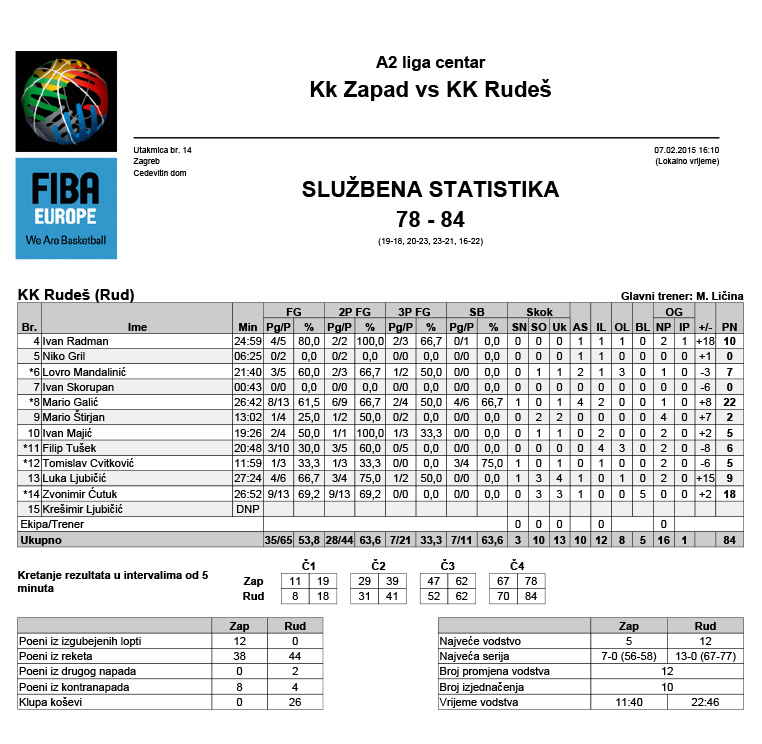 A2 liga centar
Kk Zapad vs KK Rudeš
Utakmica br. 14
Zagreb
Cedevitin dom
07.02.2015 16:10
(Lokalno vrijeme)
FIBA
EUROPE
We Are Basketball
SLUŽBENA STATISTIKA
78 - 84
(19-18, 20-23, 23-21, 16-22)
KK Rudeš (Rud) Glavni trener: M. Ličina
FG 2P FG 3P FG SB Skok OG
Br. Ime Min Pg/P % Pg/P % Pg/P % Pg/P % SN SO Uk AS IL OL BL NP IP +/- PN
4 Ivan Radman 24:59 4/5 80,0 2/2 100,0 2/3 66,7 0/1 0,0 0 0 0 1 1 1 0 2 1 +18 10
5 Niko Gril 06:25 0/2 0,0 0/2 0,0 0/0 0,0 0/0 0,0 0 0 0 1 1 0 0 0 0 +1 0
*6 Lovro Mandalinić 21:40 3/5 60,0 2/3 66,7 1/2 50,0 0/0 0,0 0 1 1 2 1 3 0 1 0 -3 7
7 Ivan Skorupan 00:43 0/0 0,0 0/0 0,0 0/0 0,0 0/0 0,0 0 0 0 0 0 0 0 0 0 -6 0
*8 Mario Galić 26:42 8/13 61,5 6/9 66,7 2/4 50,0 4/6 66,7 1 0 1 4 2 0 0 1 0 +8 22
9 Mario Štirjan 13:02 1/4 25,0 1/2 50,0 0/2 0,0 0/0 0,0 0 2 2 0 0 0 0 4 0 +7 2
10 Ivan Majić 19:26 2/4 50,0 1/1 100,0 1/3 33,3 0/0 0,0 0 1 1 0 2 0 0 2 0 +2 5
*11 Filip Tušek 20:48 3/10 30,0 3/5 60,0 0/5 0,0 0/0 0,0 0 0 0 0 4 3 0 2 0 -8 6
*12 Tomislav Cvitković 11:59 1/3 33,3 1/3 33,3 0/0 0,0 3/4 75,0 1 0 1 0 1 0 0 2 0 -6 5
13 Luka Ljubičić 27:24 4/6 66,7 3/4 75,0 1/2 50,0 0/0 0,0 1 3 4 1 0 1 0 2 0 +15 9
*14 Zvonimir Ćutuk 26:52 9/13 69,2 9/13 69,2 0/0 0,0 0/0 0,0 0 3 3 1 0 0 5 0 0 +2 18
15 Krešimir Ljubičić DNP
Ekipa/Trener 0 0 0 0 0
Ukupno 35/65 53,8 28/44 63,6 7/21 33,3 7/11 63,6 3 10 13 10 12 8 5 16 1 84
Kretanje rezultata u intervalima od 5
minuta
Č1 Č2 Č3 Č4
Zap 11 19 29 39 47 62 67 78
Rud 8 18 31 41 52 62 70 84
Zap Rud
Poeni iz izgubejenih lopti 12 0
Poeni iz reketa 38 44
Poeni iz drugog napada 0 2
Poeni iz kontranapada 8 4
Klupa koševi 0 26
Zap Rud
Najveće vodstvo 5 12
Najveća serija 7-0 (56-58) 13-0 (67-77)
Broj promjena vodstva 12
Broj izjednačenja 10
Vrijeme vodstva 11:40 22:46